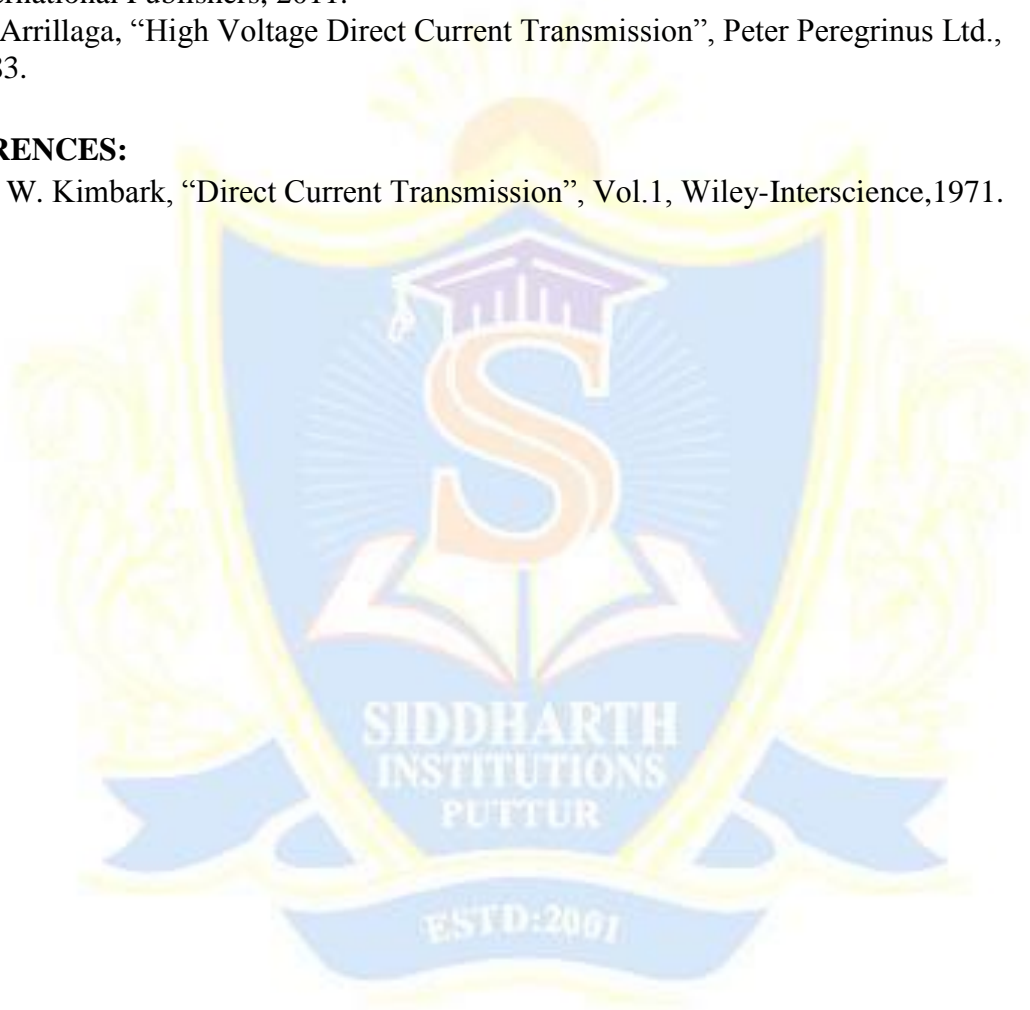 ernational Publishers, 2011.
Arrillaga, “High Voltage Direct Current Transmission”, Peter Peregrinus Ltd.,
83.
RENCES:
W. Kimbark, “Direct Current Transmission”, Vol.1, Wiley-Interscience,1971.
S
SIDDHARTH
INSTITUTIONS
PUTTUR
ESTD:2001